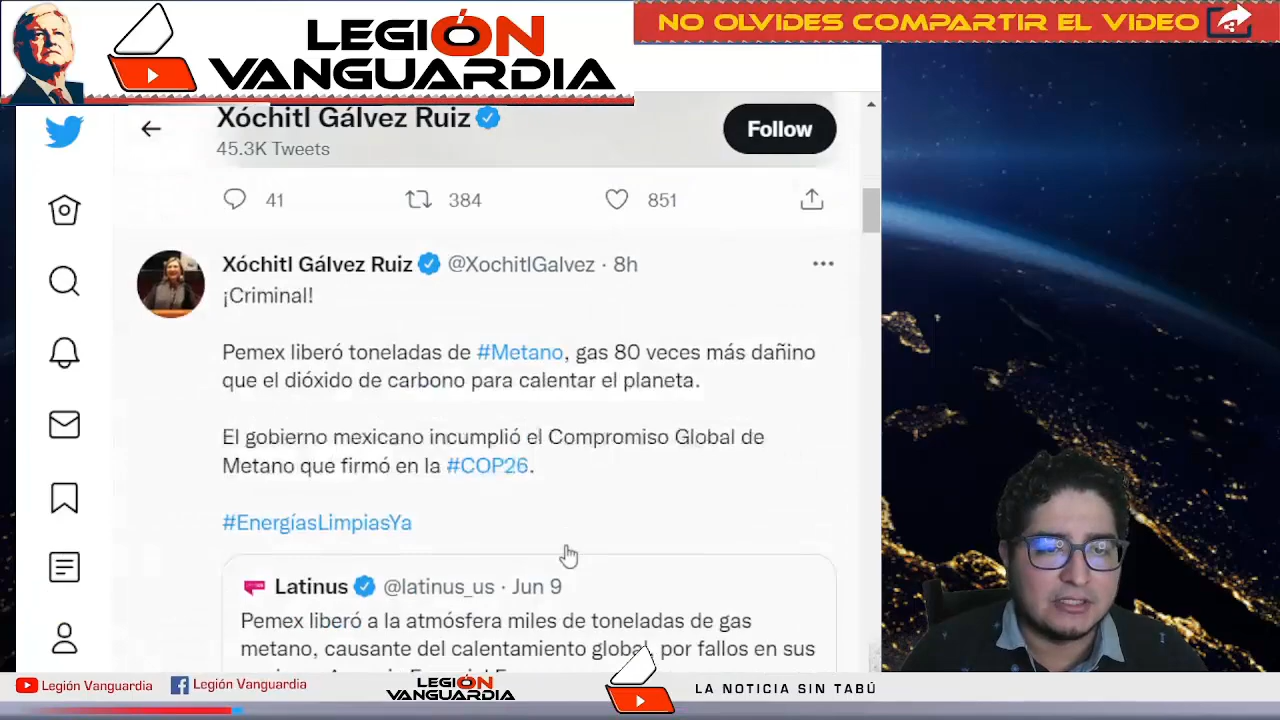 LEGIÓN
VANGUARDIA
NO OLVIDES COMPARTIR EL VIDEO
Xóchitl Gálvez Ruiz
45.3K Tweets
Follow
41
384
851
Xóchitl Gálvez Ruiz @XochitlGalvez · 8h
¡Criminal!
Pemex liberó toneladas de #Metano, gas 80 veces más dañino
que el dióxido de carbono para calentar el planeta.
El gobierno mexicano incumplió el Compromiso Global de
Metano que firmó en la #COP26.
#EnergíasLimpiasYa
Latinus @latinus_us · Jun 9
Pemex liberó a la atmósfera miles de toneladas de gas
metano, causante del calentamiento global, por fallos en sus
Legión Vanguardia
Legión Vanguardia
LEGIÓN
VANGUARDIA
LA NOTICIA SIN TABÚ